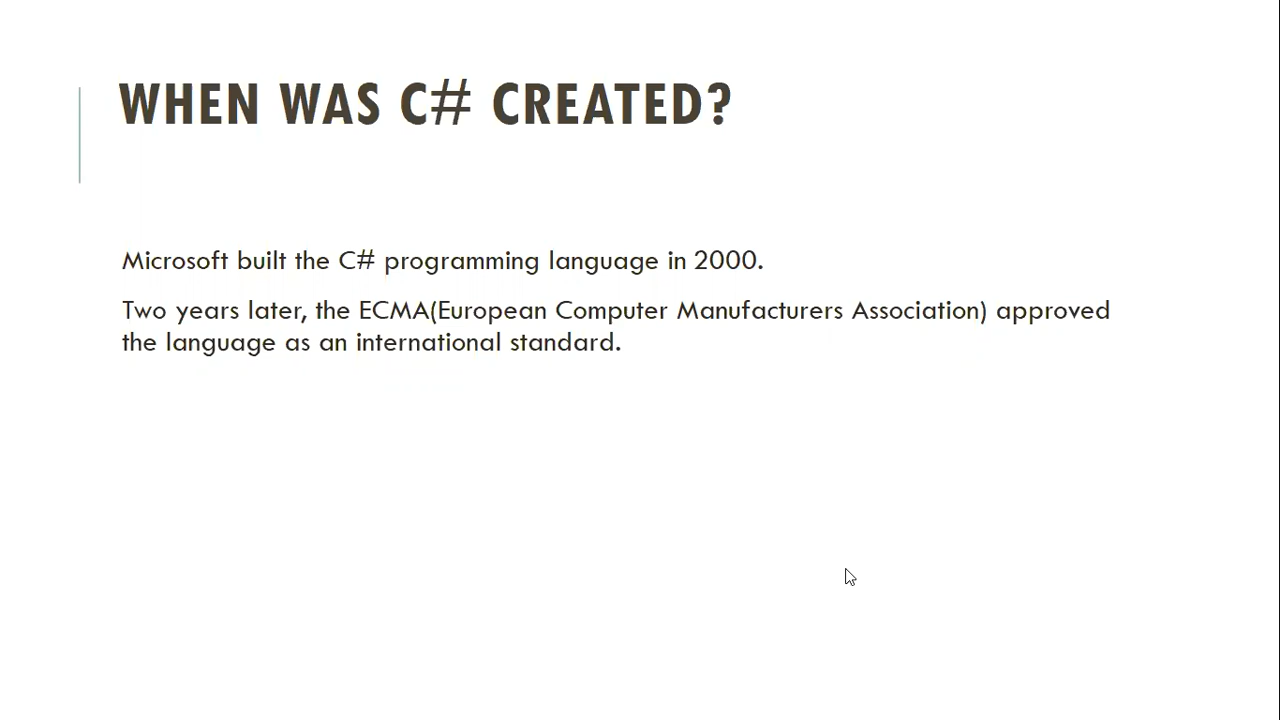 WHEN WAS C# CREATED?
Microsoft built the C# programming language in 2000.
Two years later, the ECMA(European Computer Manufacturers Association) approved
the language as an international standard.